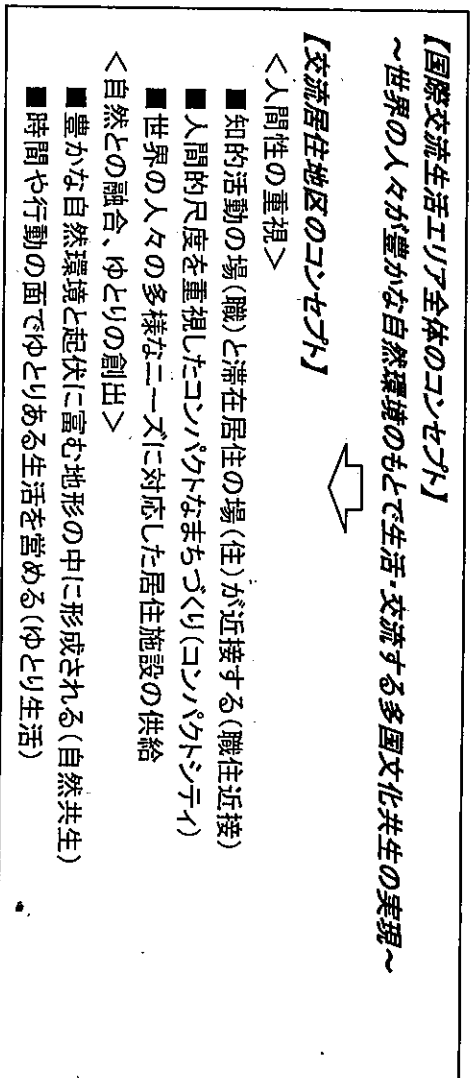 【国際交流生活エリア全体のコンセプト】
~世界の人々が豊かな自然環境のもとで生活・交流する多国文化共生の実現~
【交流居住地区のコンセプト】
<人間性の重視>
■知的活動の場(職)と滞在居住の場(住)が近接する(職住近接)
■人間的尺度を重視したコンパクトなまちづくり(コンパクトシティ)
■世界の人々の多様なニーズに対応した居住施設の供給
<自然との融合、ゆとりの創出>
■豊かな自然環境と起伏に富む地形の中に形成される(自然共生)
■時間や行動の面でゆとりある生活を営める(ゆとり生活)